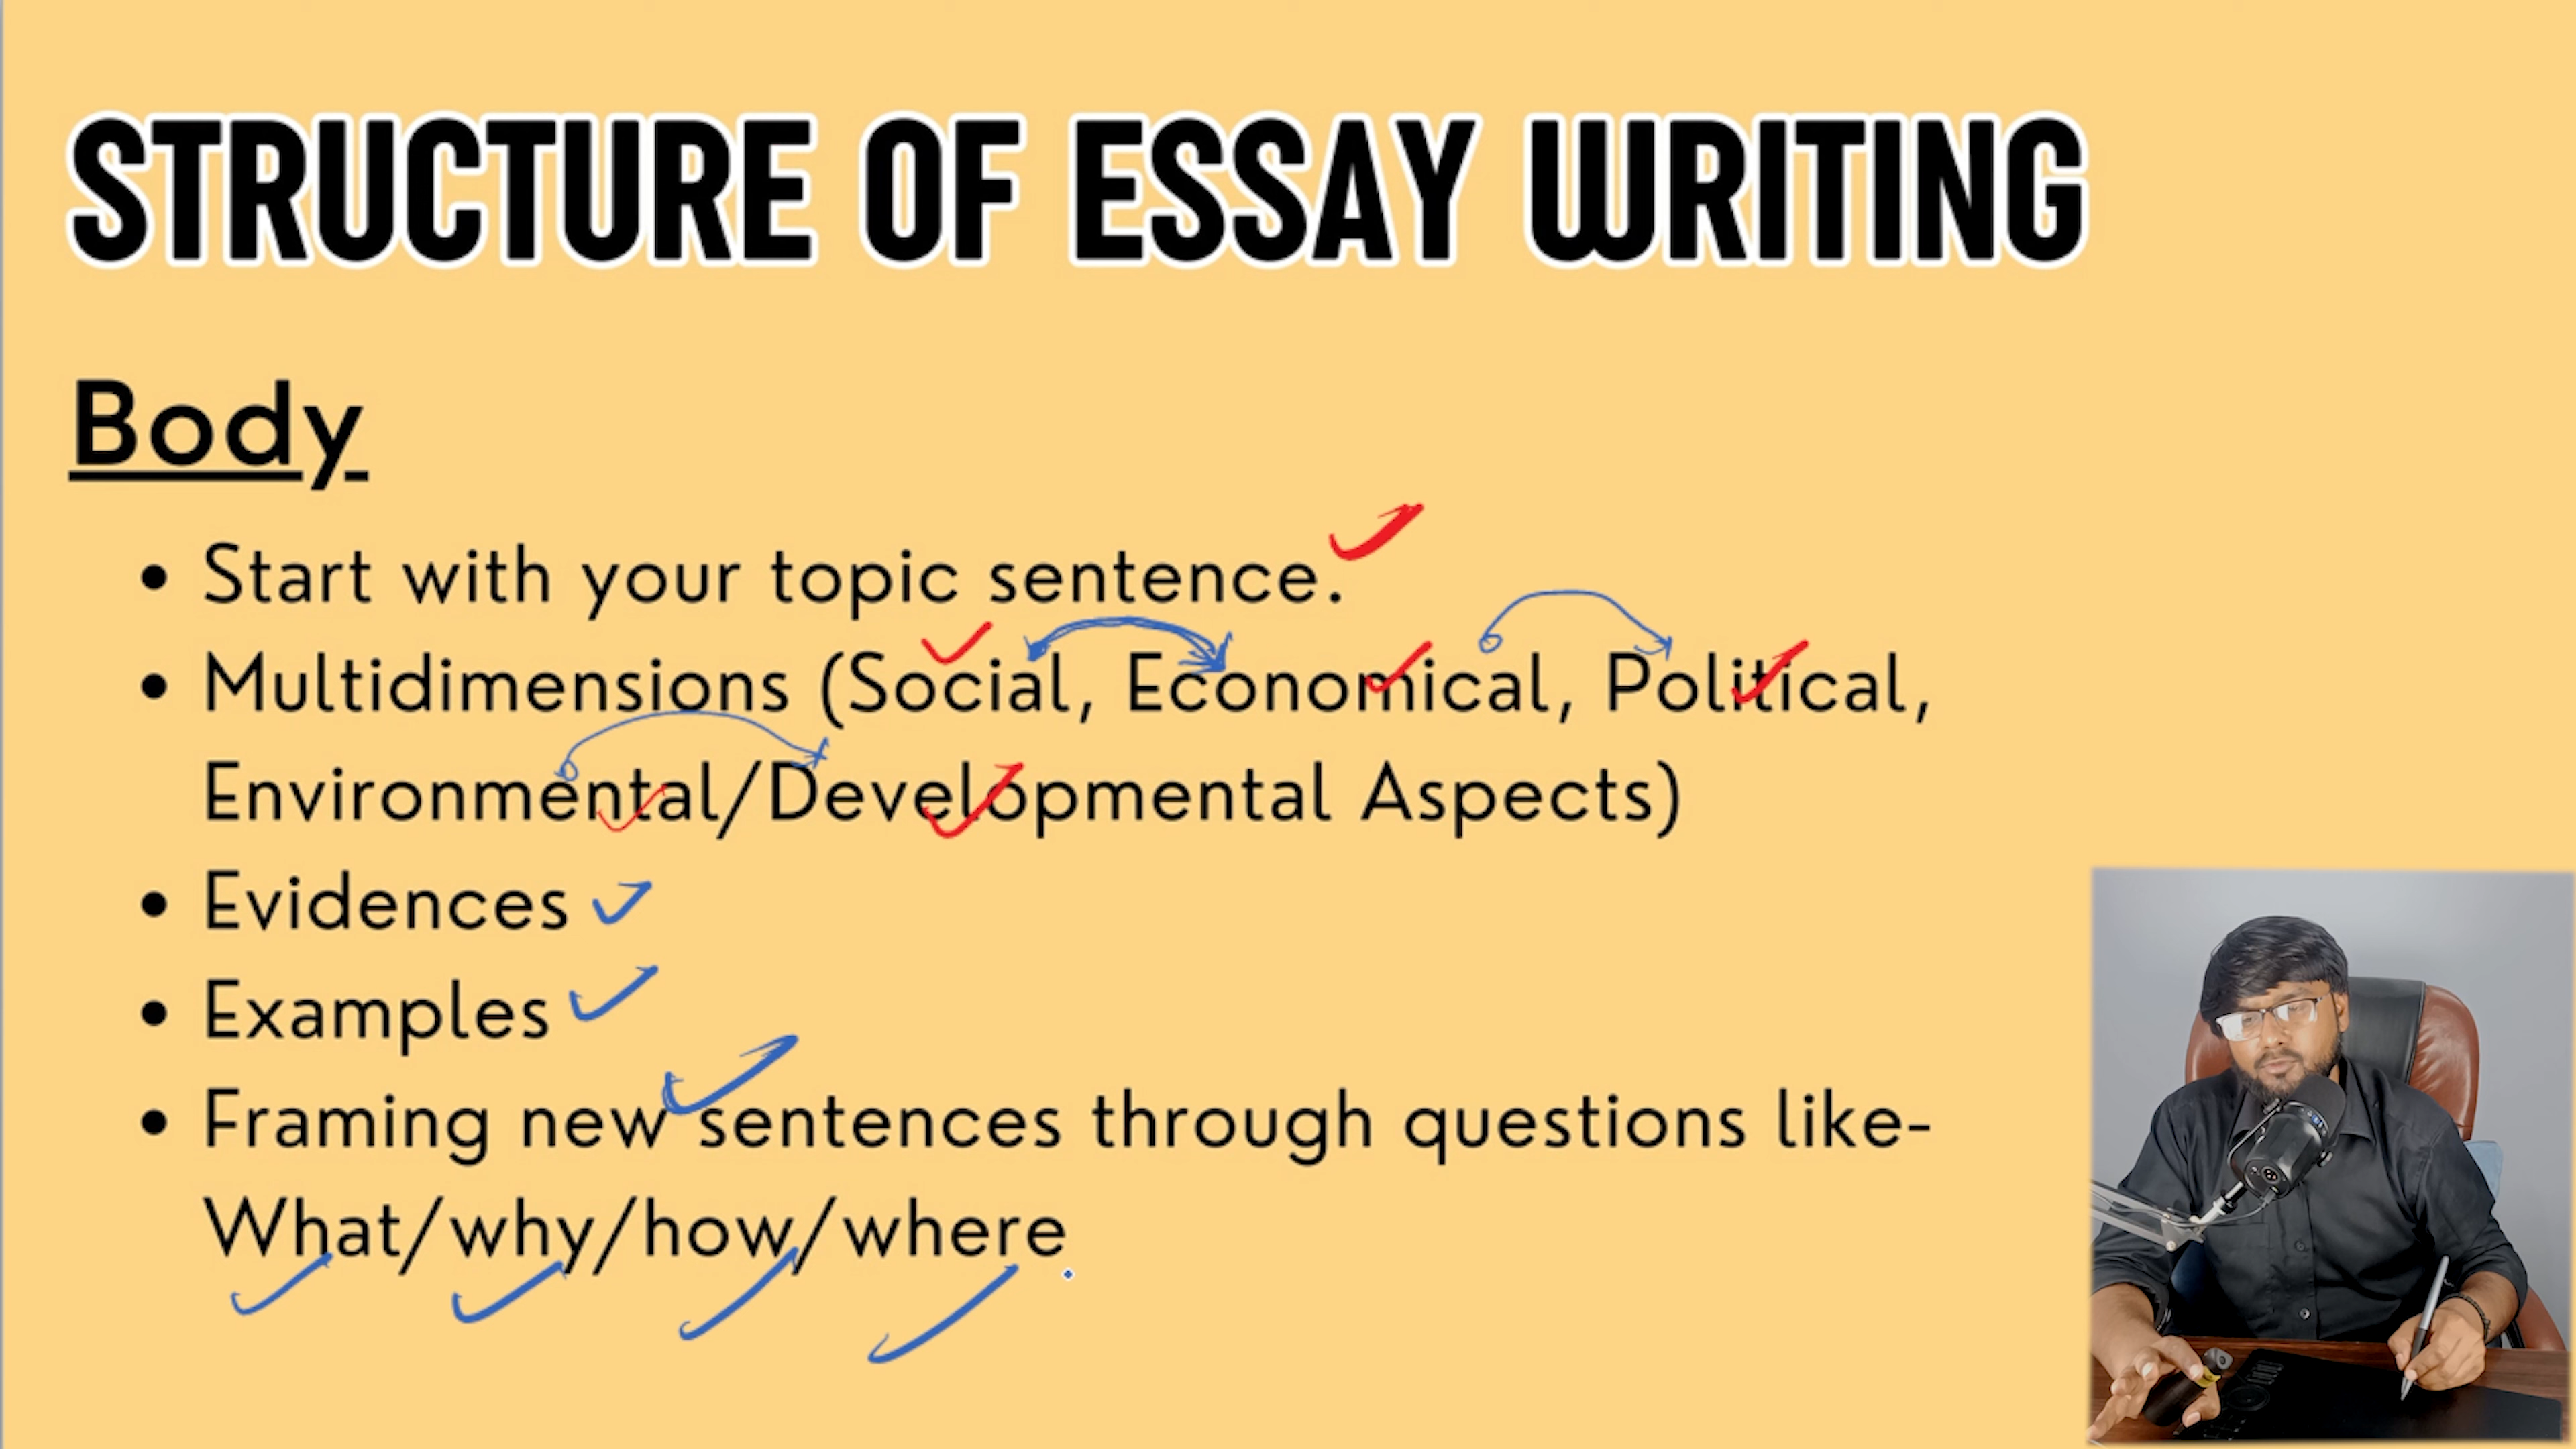 STRUCTURE OF ESSAY WRITING
Body
• Start with your topic sentence.
• Multidimensions (Social, Economical, Political,
Environmental/Developmental Aspects)
• Evidences
• Examples
• Framing new sentences through questions like-
What/why/how/where